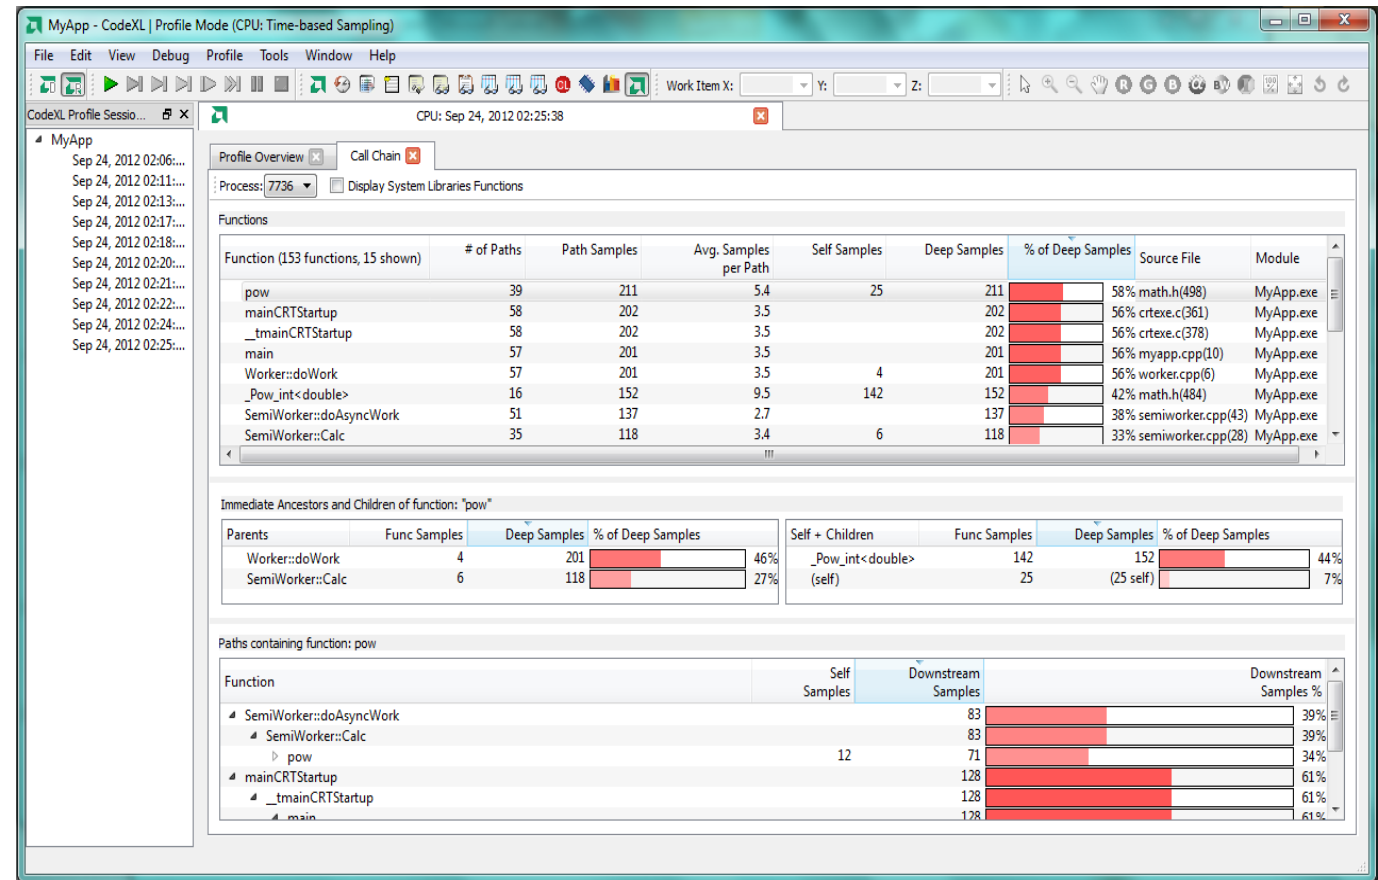 MyApp - CodeXL | Profile Mode (CPU: Time-based Sampling)
File Edit View Debug Profile Tools Window Help
Work Item X: Y: Z:
CodeXL Profile Sessio...
CPU: Sep 24, 2012 02:25:38
MyApp
Sep 24, 2012 02:06:...
Sep 24, 2012 02:11:...
Sep 24, 2012 02:13:...
Sep 24, 2012 02:17:...
Sep 24, 2012 02:18:...
Sep 24, 2012 02:20:...
Sep 24, 2012 02:21:...
Sep 24, 2012 02:22:...
Sep 24, 2012 02:24:...
Sep 24, 2012 02:25:...
Profile Overview Call Chain
Process: 7736 Display System Libraries Functions
Functions
Function (153 functions, 15 shown) # of Paths Path Samples Avg. Samples per Path Self Samples Deep Samples % of Deep Samples Source File Module
pow 39 211 5.4 25 211 58% math.h(498) MyApp.exe
mainCRTStartup 58 202 3.5 202 56% crtexe.c(361) MyApp.exe
__tmainCRTStartup 58 202 3.5 202 56% crtexe.c(378) MyApp.exe
main 57 201 3.5 201 56% myapp.cpp(10) MyApp.exe
Worker::doWork 57 201 3.5 4 201 56% worker.cpp(6) MyApp.exe
_Pow_int<double> 16 152 9.5 142 152 42% math.h(484) MyApp.exe
SemiWorker::doAsyncWork 51 137 2.7 137 38% semiworker.cpp(43) MyApp.exe
SemiWorker::Calc 35 118 3.4 6 118 33% semiworker.cpp(28) MyApp.exe
Immediate Ancestors and Children of function: "pow"
Parents Func Samples Deep Samples % of Deep Samples
Worker::doWork 4 201 46%
SemiWorker::Calc 6 118 27%
Self + Children Func Samples Deep Samples % of Deep Samples
_Pow_int<double> 142 152 44%
(self) 25 (25 self) 7%
Paths containing function: pow
Function Self Samples Downstream Samples Downstream Samples %
SemiWorker::doAsyncWork 83 39%
SemiWorker::Calc 83 39%
pow 12 71 34%
mainCRTStartup 128 61%
__tmainCRTStartup 128 61%
main 128 61%